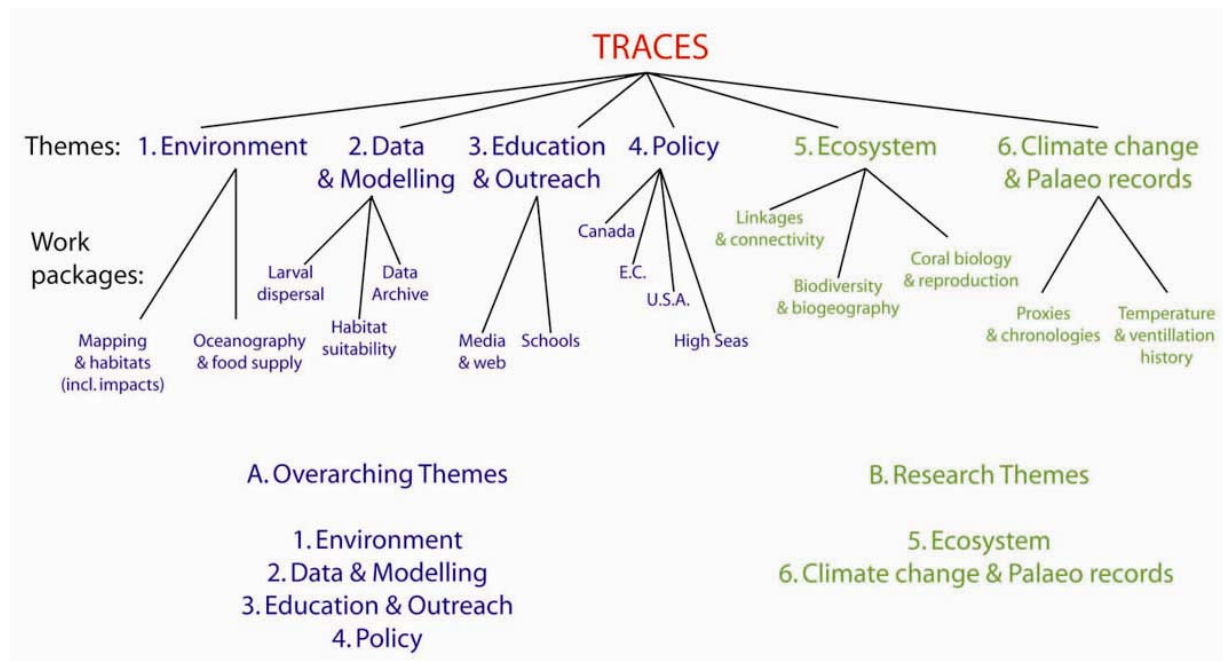 TRACES
Themes: 1. Environment 2. Data 3. Education 4. Policy 5. Ecosystem 6. Climate change
& Modelling & Outreach & Palaeo records
Work
packages:
Mapping
& habitats
(incl. impacts)
Oceanography
& food supply
Larval
dispersal
Habitat
suitability
Data
Archive
Media
& web
Schools
Canada
E.C.
U.S.A.
High Seas
Linkages
& connectivity
Biodiversity
& biogeography
Coral biology
& reproduction
Proxies
& chronologies
Temperature
& ventillation
history
A. Overarching Themes
1. Environment
2. Data & Modelling
3. Education & Outreach
4. Policy
B. Research Themes
5. Ecosystem
6. Climate change & Palaeo records